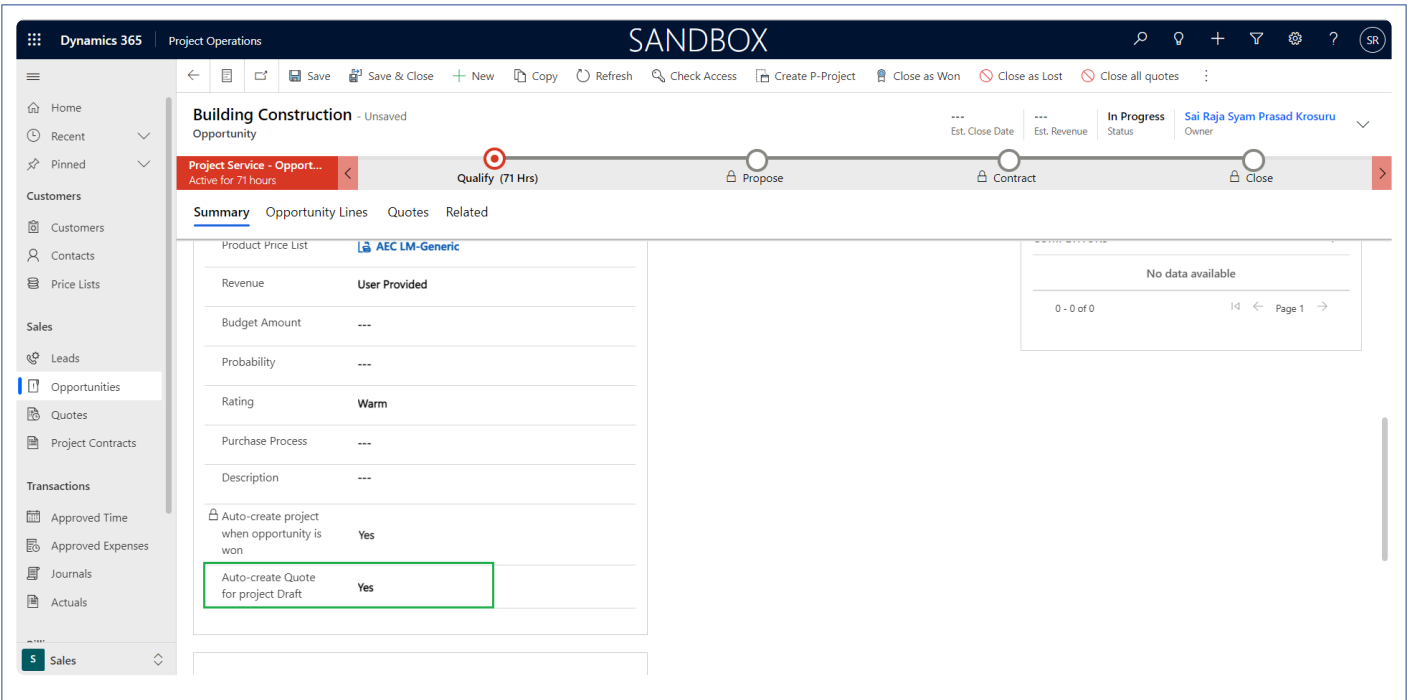 Dynamics 365 Project Operations SANDBOX ? SR
Save Save & Close New Copy Refresh Check Access Create P-Project Close as Won Close as Lost Close all quotes
Home
Recent
Pinned
Customers
Customers
Contacts
Price Lists
Sales
Leads
Opportunities
Quotes
Project Contracts
Transactions
Approved Time
Approved Expenses
Journals
Actuals
S Sales
Building Construction - Unsaved
Opportunity
---
Est. Close Date
---
Est. Revenue
In Progress
Status
Sai Raja Syam Prasad Krosuru
Owner
Project Service - Opport...
Active for 71 hours
Qualify (71 Hrs)
Propose
Contract
Close
Summary Opportunity Lines Quotes Related
Product Price List AEC LM-Generic
Revenue User Provided
Budget Amount ---
Probability ---
Rating Warm
Purchase Process ---
Description ---
Auto-create project
when opportunity is Yes
won
Auto-create Quote
for project Draft Yes
No data available
0 - 0 of 0 Page 1